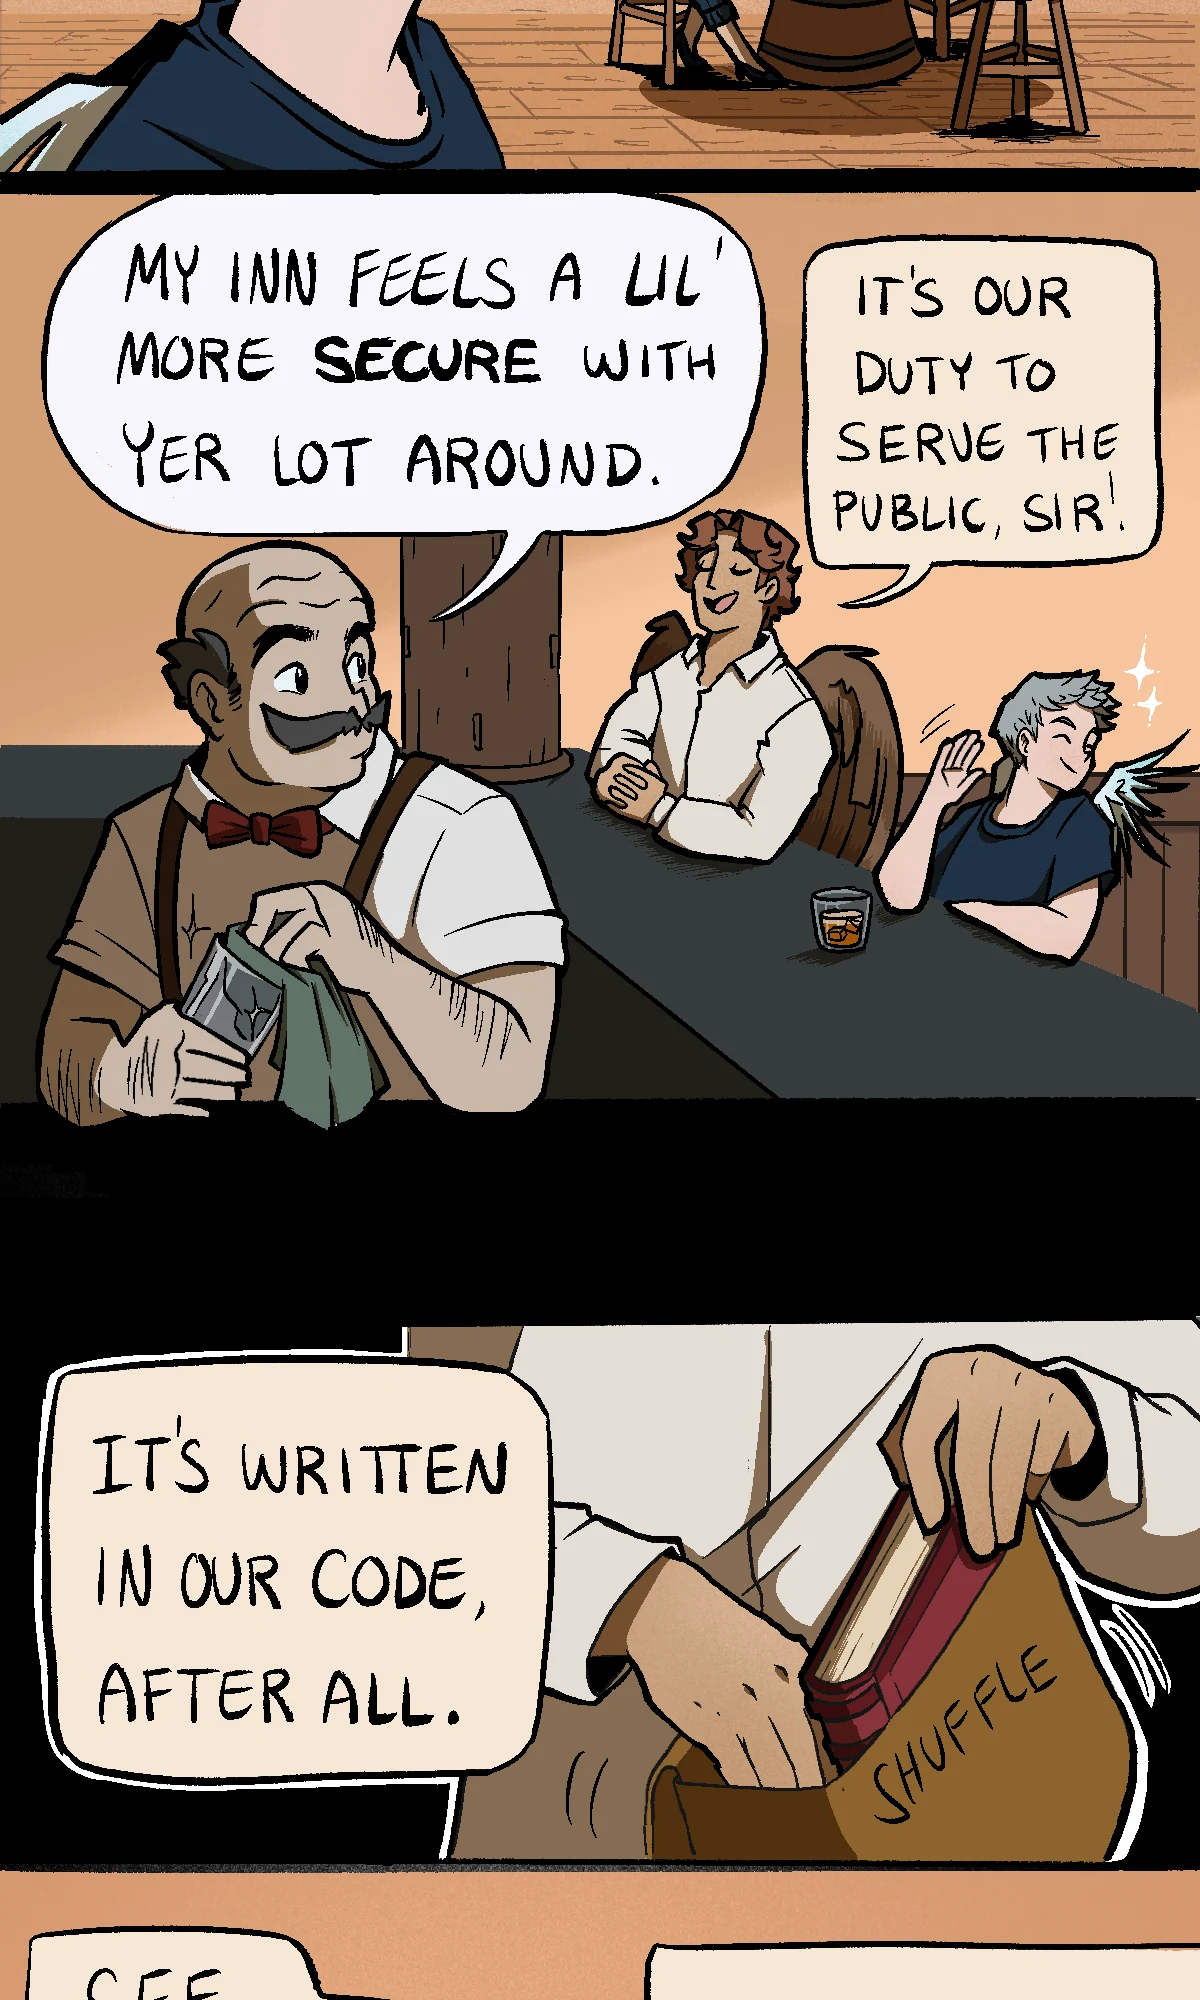 MY INN FEELS A LIL'
MORE SECURE WITH
YER LOT AROUND.
IT'S OUR
DUTY TO
SERVE THE
PUBLIC, SIR!
IT'S WRITTEN
IN OUR CODE,
AFTER ALL.
SHUFFLE
SEE